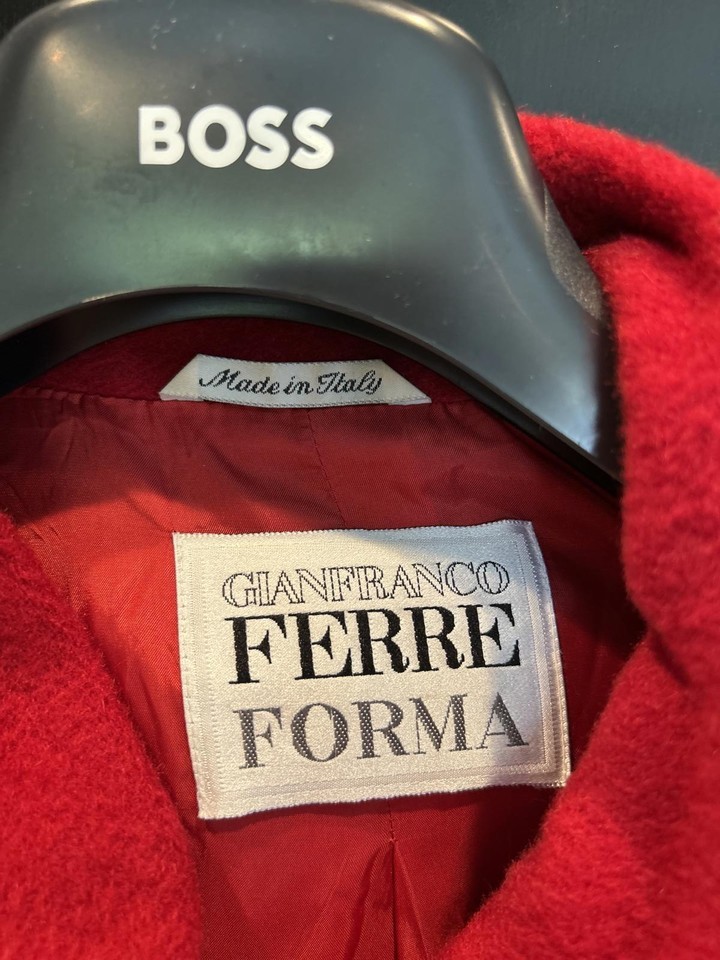 BOSS
Made in Italy
GIANFRANCO
FERRE
FORMA